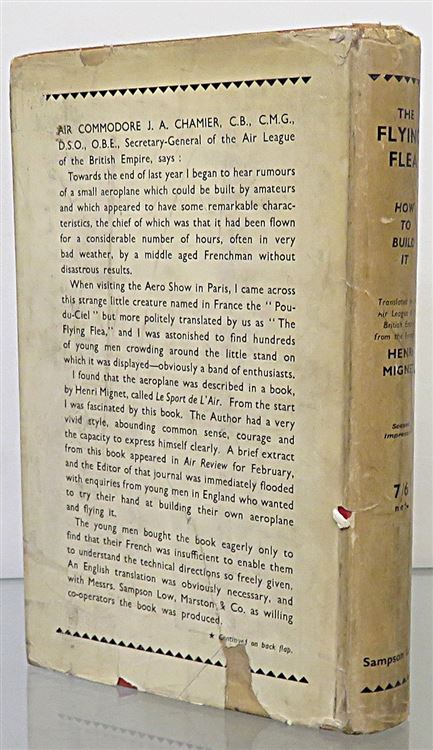 AIR COMMODORE J. A. CHAMIER, C.B., C.M.G.,
D.S.O., O.B.E., Secretary-General of the Air League
of the British Empire, says :
Towards the end of last year I began to hear rumours
of a small aeroplane which could be built by amateurs
and which appeared to have some remarkable charac-
teristics, the chief of which was that it had been flown
for a considerable number of hours, often in very
bad weather, by a middle aged Frenchman without
disastrous results.
When visiting the Aero Show in Paris, I came across
this strange little creature named in France the " Pou-
du-Ciel " but more politely translated by us as " The
Flying Flea," and I was astonished to find hundreds
of young men crowding around the little stand on
which it was displayed—obviously a band of enthusiasts.
I found that the aeroplane was described in a book,
by Henri Mignet, called Le Sport de L'Air. From the start
I was fascinated by this book. The Author had a very
vivid style, abounding common sense, courage and
the capacity to express himself clearly. A brief extract
from this book appeared in Air Review for February,
and the Editor of that journal was immediately flooded
with enquiries from young men in England who wanted
to try their hand at building their own aeroplane
and flying it.
The young men bought the book eagerly only to
find that their French was insufficient to enable them
to understand the technical directions so freely given,
An English translation was obviously necessary, and
with Messrs. Sampson Low, Marston & Co. as willing
co-operators the book was produced.
★ Continued on back flap.
THE
FLYING
FLEA
HOW
TO
BUILD
IT
Translated
Air League
British
from the
HENRI
MIGNET
Second
Impression
7/6
net
Sampson